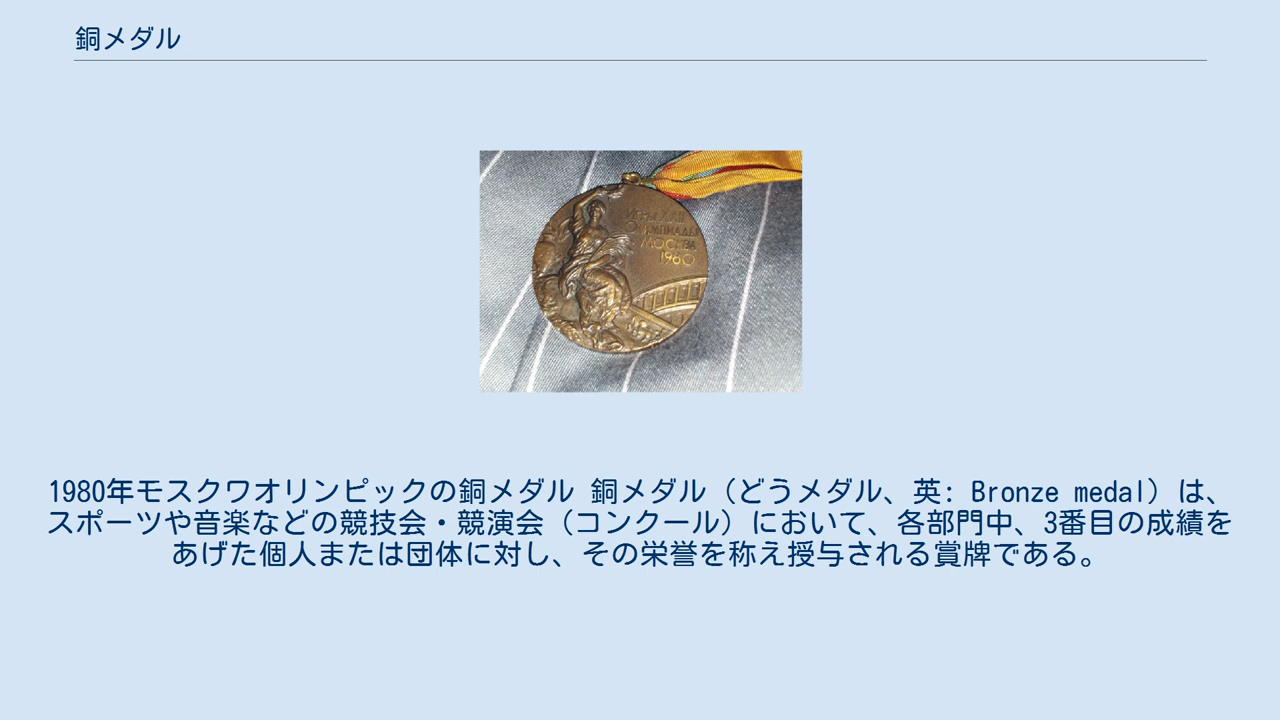 銅メダル
ИГРЫ XXII
ОЛИМПИАДЫ
МОСКВА
1980
1980年モスクワオリンピックの銅メダル 銅メダル（どうメダル、英: Bronze medal）は、
スポーツや音楽などの競技会・競演会（コンクール）において、各部門中、3番目の成績を
あげた個人または団体に対し、その栄誉を称え授与される賞牌である。